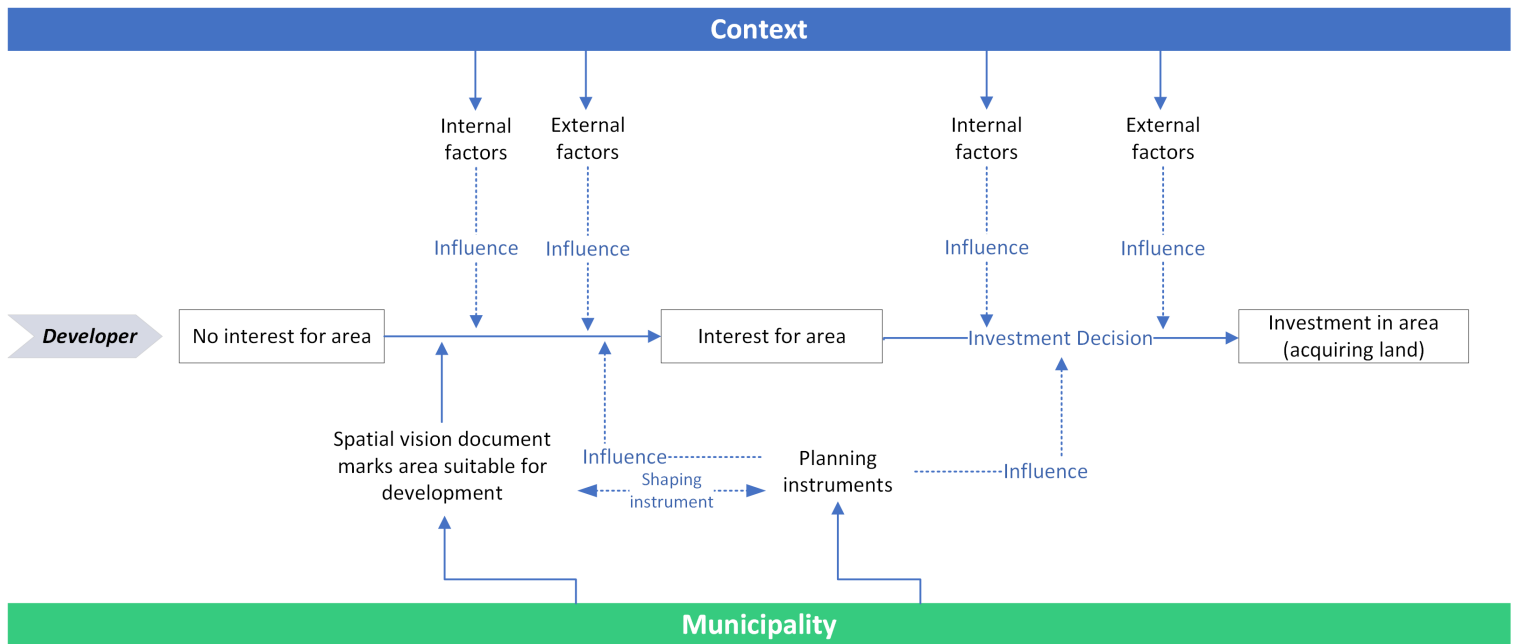 Context
Internal
factors
External
factors
Internal
factors
External
factors
Influence
Influence
Influence
Influence
Developer
No interest for area
Interest for area
Investment Decision
Investment in area
(acquiring land)
Spatial vision document
marks area suitable for
development
Influence
Shaping
instrument
Planning
instruments
Influence
Municipality